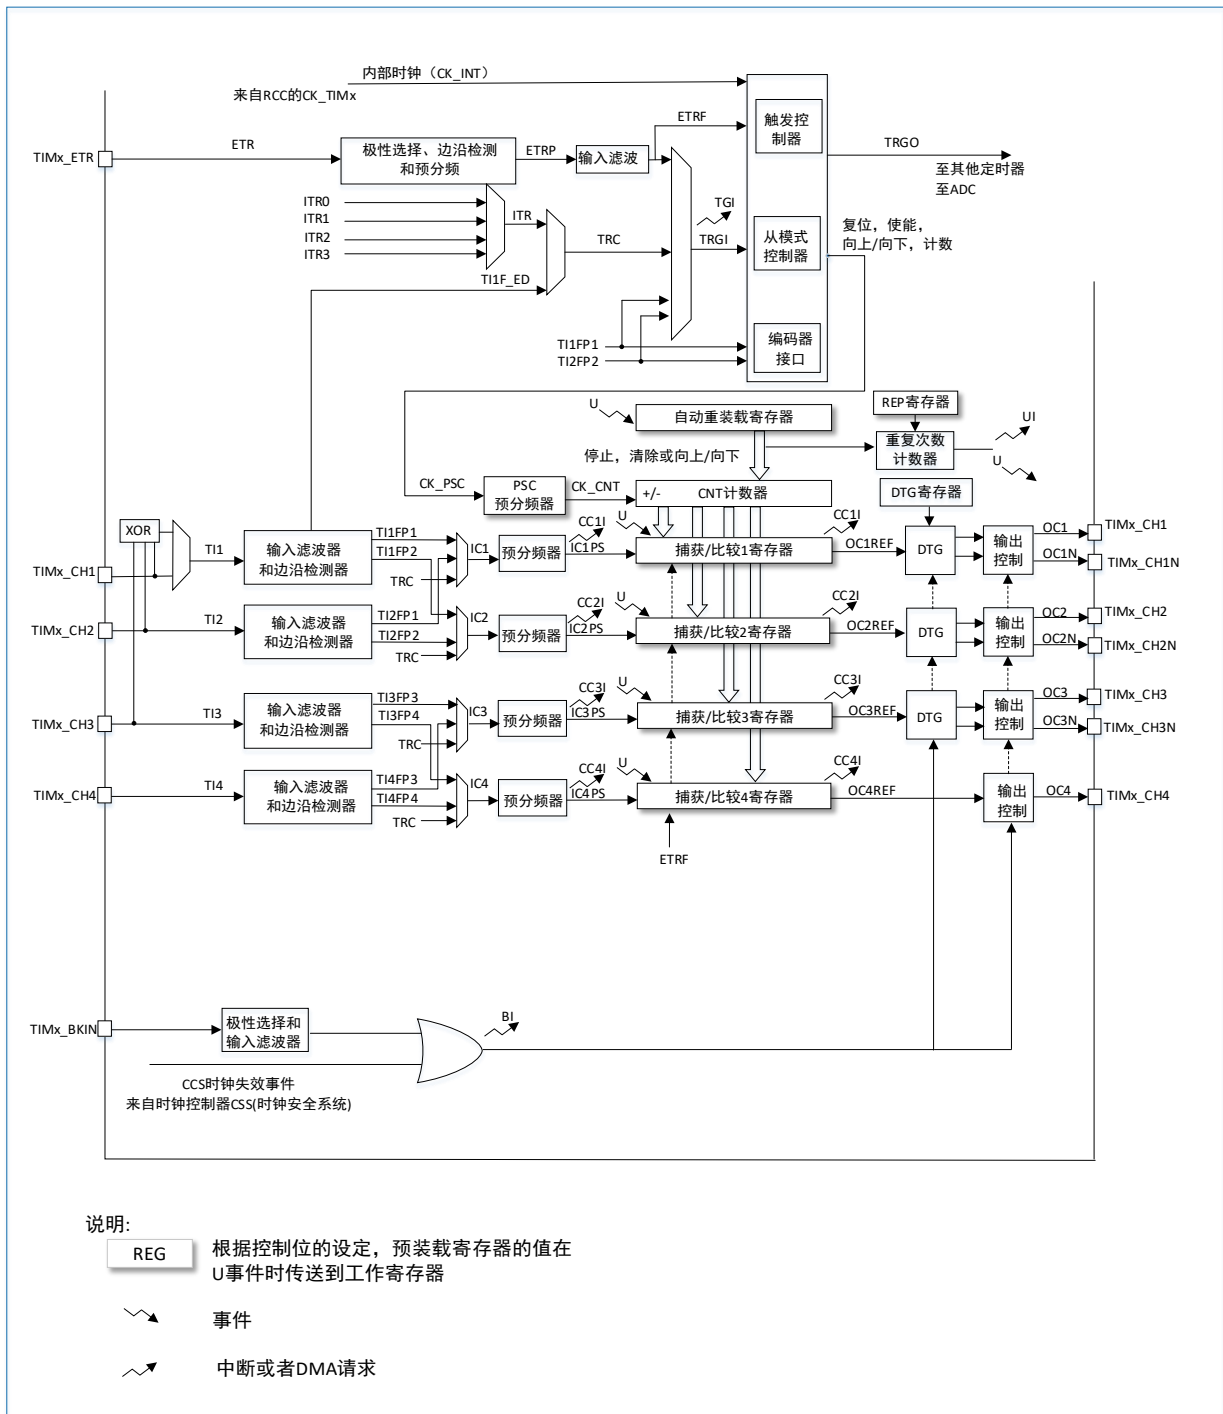 内部时钟（CK_INT）
来自RCC的CK_TIMx
ETRF
触发控
制器
TRGO
TIMx_ETR
ETR
极性选择、边沿检测
和预分频
ETRP
输入滤波
至其他定时器
至ADC
ITR0
ITR1
ITR2
ITR3
ITR
TGI
TRC
TRGI
从模式
控制器
复位，使能，
向上/向下，计数
TI1F_ED
TI1FP1
TI2FP2
编码器
接口
U
自动重装载寄存器
REP寄存器
UI
停止，清除或向上/向下
重复次数
计数器
U
CK_PSC
PSC
预分频器
CK_CNT
+/-
CNT计数器
DTG寄存器
XOR
TI1
输入滤波器
和边沿检测器
TI1FP1
TI1FP2
TRC
IC1
预分频器
CC1I
IC1PS
U
捕获/比较1寄存器
CC1I
OC1REF
DTG
输出
控制
OC1
OC1N
TIMx_CH1
TIMx_CH1N
TIMx_CH1
TIMx_CH2
TI2
输入滤波器
和边沿检测器
TI2FP1
TI2FP2
TRC
IC2
预分频器
CC2I
IC2PS
U
捕获/比较2寄存器
CC2I
OC2REF
DTG
输出
控制
OC2
OC2N
TIMx_CH2
TIMx_CH2N
TIMx_CH3
TI3
输入滤波器
和边沿检测器
TI3FP3
TI3FP4
TRC
IC3
预分频器
CC3I
IC3PS
U
捕获/比较3寄存器
CC3I
OC3REF
DTG
输出
控制
OC3
OC3N
TIMx_CH3
TIMx_CH3N
TIMx_CH4
TI4
输入滤波器
和边沿检测器
TI4FP3
TI4FP4
TRC
IC4
预分频器
CC4I
IC4PS
U
捕获/比较4寄存器
CC4I
OC4REF
输出
控制
OC4
TIMx_CH4
ETRF
TIMx_BKIN
极性选择和
输入滤波器
BI
CCS时钟失效事件
来自时钟控制器CSS(时钟安全系统)
说明:
REG
根据控制位的设定，预装载寄存器的值在
U事件时传送到工作寄存器
事件
中断或者DMA请求